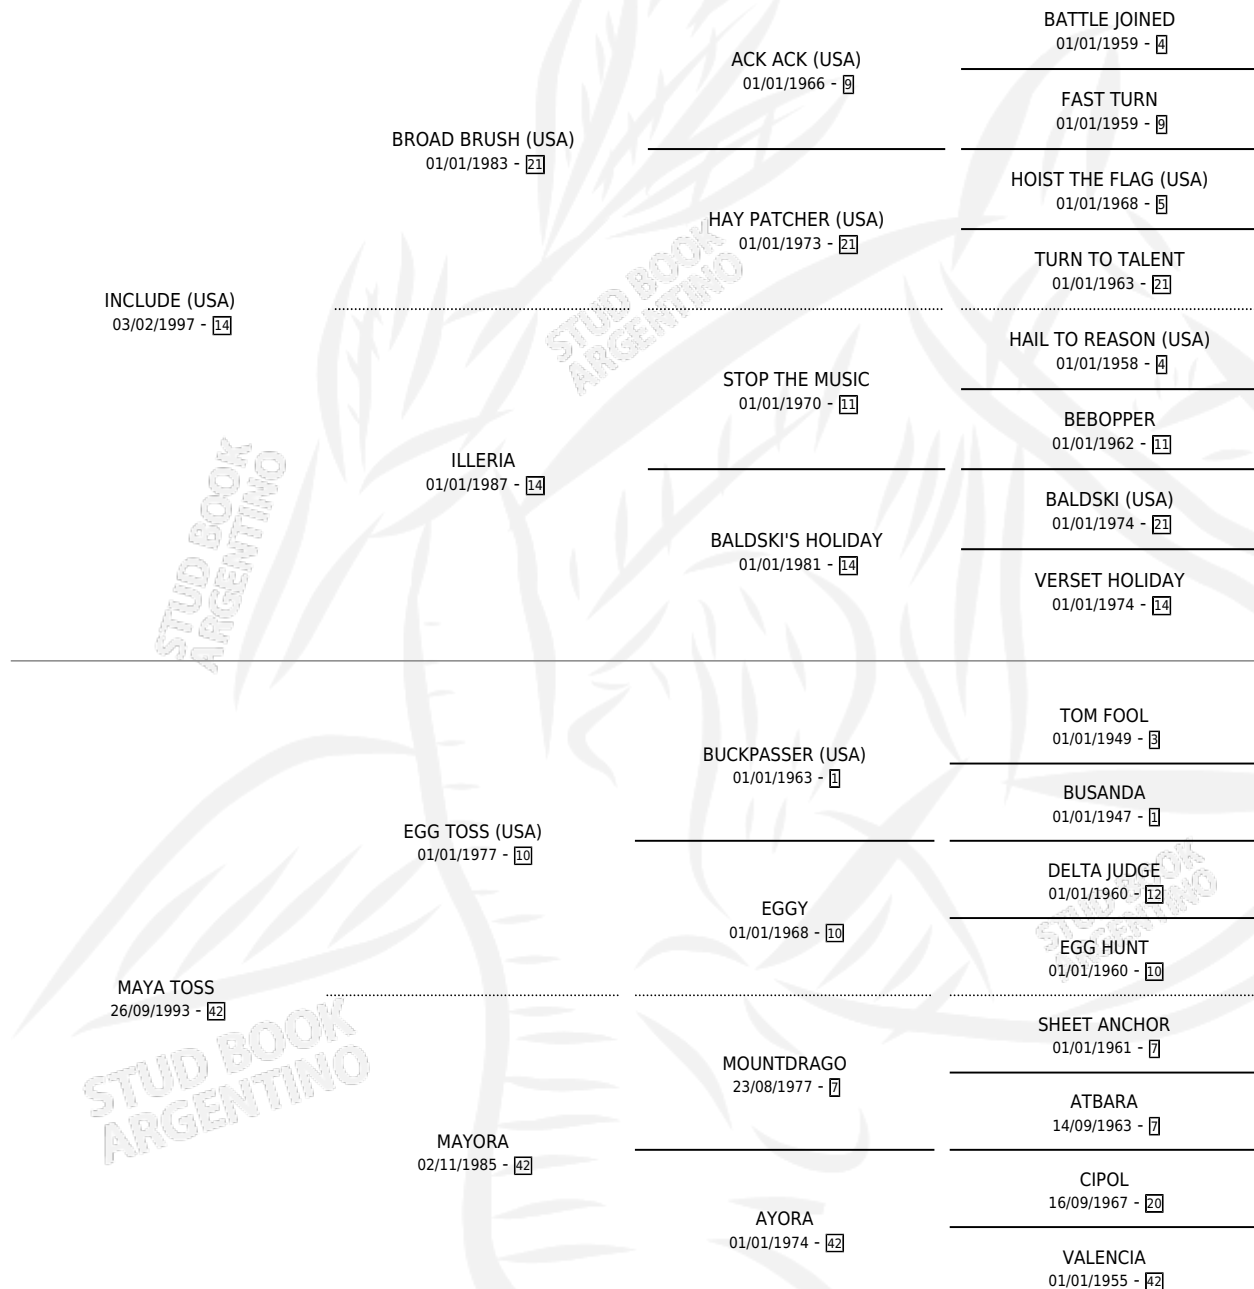 BATTLE JOINED
01/01/1959 - 4
ACK ACK (USA)
01/01/1966 - 9
FAST TURN
01/01/1959 - 9
BROAD BRUSH (USA)
01/01/1983 - 21
HOIST THE FLAG (USA)
01/01/1968 - 5
HAY PATCHER (USA)
01/01/1973 - 21
TURN TO TALENT
01/01/1963 - 21
INCLUDE (USA)
03/02/1997 - 14
HAIL TO REASON (USA)
01/01/1958 - 4
STOP THE MUSIC
01/01/1970 - 11
BEBOPPER
01/01/1962 - 11
ILLERIA
01/01/1987 - 14
BALDSKI (USA)
01/01/1974 - 21
BALDSKI'S HOLIDAY
01/01/1981 - 14
VERSET HOLIDAY
01/01/1974 - 14
TOM FOOL
01/01/1949 - 3
BUCKPASSER (USA)
01/01/1963 - 1
BUSANDA
01/01/1947 - 1
EGG TOSS (USA)
01/01/1977 - 10
DELTA JUDGE
01/01/1960 - 12
EGGY
01/01/1968 - 10
EGG HUNT
01/01/1960 - 10
MAYA TOSS
26/09/1993 - 42
SHEET ANCHOR
01/01/1961 - 7
MOUNTDRAGO
23/08/1977 - 7
ATBARA
14/09/1963 - 7
MAYORA
02/11/1985 - 42
CIPOL
16/09/1967 - 20
AYORA
01/01/1974 - 42
VALENCIA
01/01/1955 - 42
STUD BOOK
ARGENTINO
STUD BOOK
ARGENTINO
STUD BOOK
ARGENTINO
STUD BOOK
ARGENTINO